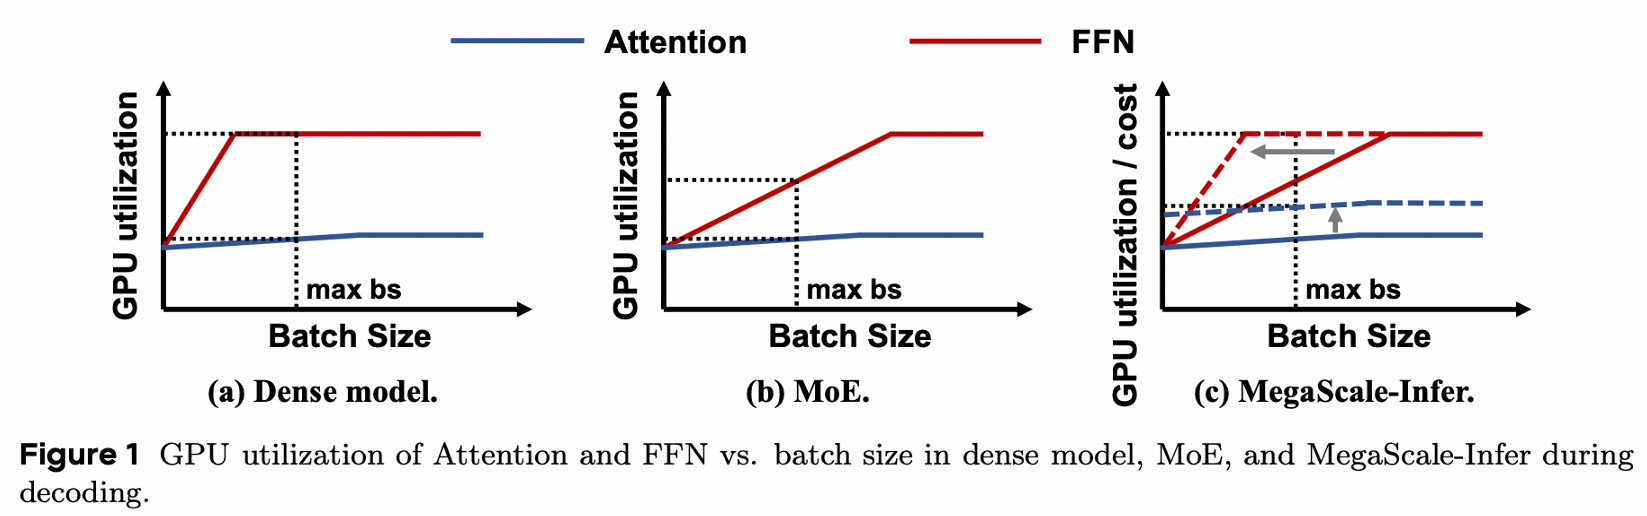 Attention
FFN
GPU utilization
max bs
Batch Size
(a) Dense model.
GPU utilization
max bs
Batch Size
(b) MoE.
GPU utilization / cost
max bs
Batch Size
(c) MegaScale-Infer.
Figure 1 GPU utilization of Attention and FFN vs. batch size in dense model, MoE, and MegaScale-Infer during
decoding.